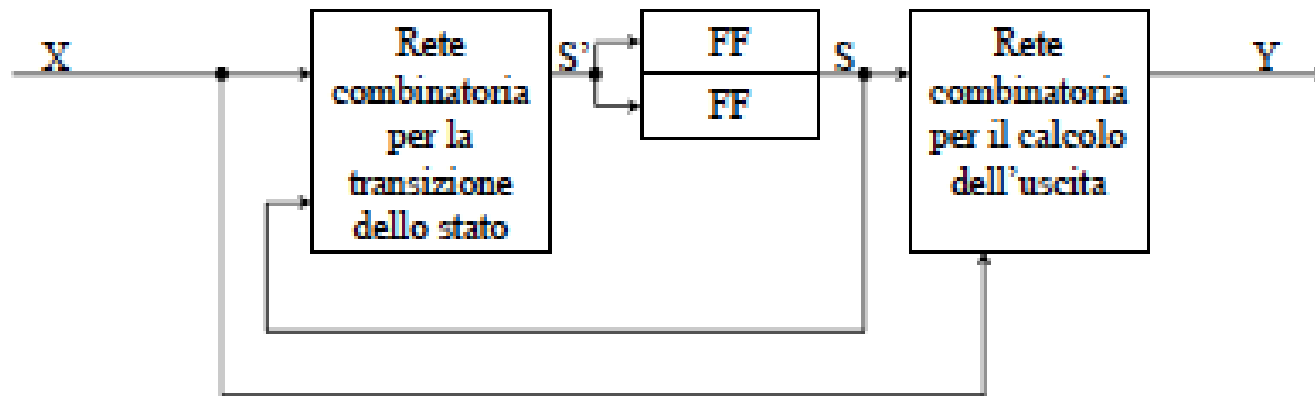 X
Rete
combinatoria
per la
transizione
dello stato
S'
FF
FF
S
Rete
combinatoria
per il calcolo
dell'uscita
Y